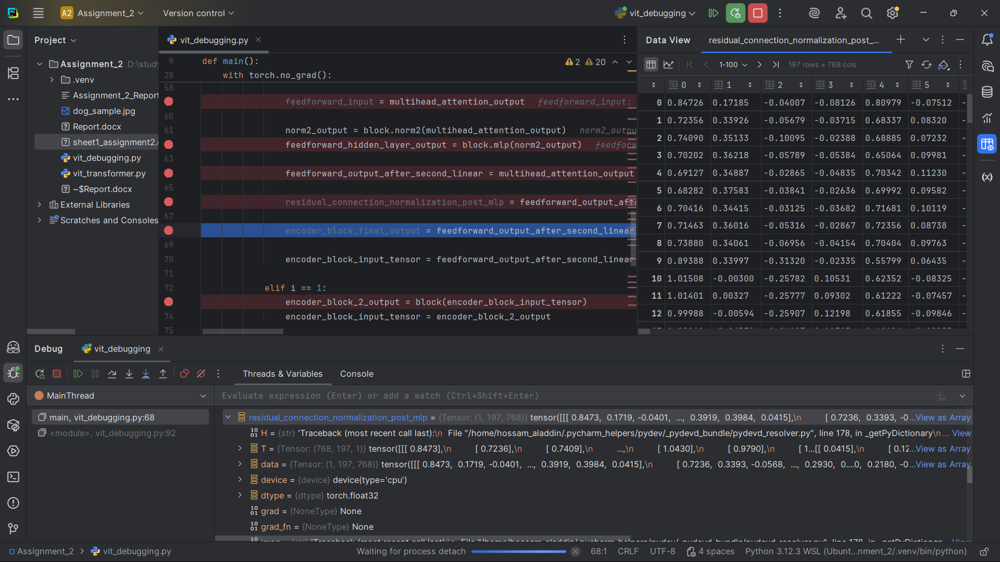 A2 Assignment_2 Version control vit_debugging
Project
Assignment_2 D:\study
.venv
Assignment_2_Report
dog_sample.jpg
Report.docx
sheet1_assignment2.
vit_debugging.py
vit_transformer.py
~$Report.docx
External Libraries
Scratches and Consoles
vit_debugging.py
9 def main():
2 20
28 with torch.no_grad():
58
feedforward_input = multihead_attention_output feedforward_input:
60
61 norm2_output = block.norm2(multihead_attention_output) norm2_outpu
feedforward_hidden_layer_output = block.mlp(norm2_output) feedforw
63
feedforward_output_after_second_linear = multihead_attention_output
65
residual_connection_normalization_post_mlp = feedforward_output_afte
67
encoder_block_final_output = feedforward_output_after_second_linear
69
70 encoder_block_input_tensor = feedforward_output_after_second_linear
71
72 elif i == 1:
encoder_block_2_output = block(encoder_block_input_tensor)
74 encoder_block_input_tensor = encoder_block_2_output
75
Data View residual_connection_normalization_post_...
1-100 197 rows × 768 cols
123 0 123 1 123 2 123 3 123 4 123 5
0 0.84726 0.17185 -0.04007 -0.08126 0.80979 -0.07512 -
1 0.72356 0.33926 -0.05679 -0.03715 0.68337 0.08320 -
2 0.74090 0.35133 -0.10095 -0.02388 0.68885 0.07232 -
3 0.70202 0.36218 -0.05789 -0.05384 0.65064 0.09981 -
4 0.69127 0.34887 -0.02865 -0.04835 0.70342 0.11230 -
5 0.68282 0.37583 -0.03841 -0.02636 0.69992 0.09582 -
6 0.70416 0.34415 -0.03125 -0.03682 0.71681 0.10119 -
7 0.71463 0.36016 -0.05316 -0.02867 0.72356 0.08738 -
8 0.73880 0.34061 -0.06956 -0.04154 0.70404 0.09763 -
9 0.89388 0.33997 -0.31320 -0.02335 0.55799 0.06435 -
10 1.01508 -0.00300 -0.25782 0.10531 0.62352 -0.08325 -
11 1.01401 0.00327 -0.25777 0.09302 0.61222 -0.07457 -
12 0.99988 -0.00594 -0.25907 0.12198 0.61855 -0.09846 -
Debug vit_debugging
Threads & Variables Console
MainThread
Evaluate expression (Enter) or add a watch (Ctrl+Shift+Enter)
main, vit_debugging.py:68
<module>, vit_debugging.py:92
residual_connection_normalization_post_mlp = {Tensor: (1, 197, 768)} tensor([[[ 0.8473, 0.1719, -0.0401, ..., 0.3919, 0.3984, 0.0415],\n [ 0.7236, 0.3393, -0...View as Array
H = {str} 'Traceback (most recent call last):\n File "/home/hossam_aladdin/.pycharm_helpers/pydev/_pydevd_bundle/pydevd_resolver.py", line 178, in _getPyDictionary\n ... View
T = {Tensor: (768, 197, 1)} tensor([[[ 0.8473],\n [ 0.7236],\n [ 0.7409],\n ...,\n [ 1.0430],\n [ 0.9790],\n [ 1...[[ 0.0415],\n [ 0.12...View as Array
data = {Tensor: (1, 197, 768)} tensor([[[ 0.8473, 0.1719, -0.0401, ..., 0.3919, 0.3984, 0.0415],\n [ 0.7236, 0.3393, -0.0568, ..., 0.2930, 0....0, 0.2180, -0...View as Array
device = {device} device(type='cpu')
dtype = {dtype} torch.float32
grad = {NoneType} None
grad_fn = {NoneType} None
Assignment_2 > vit_debugging.py Waiting for process detach 68:1 CRLF UTF-8 4 spaces Python 3.12.3 WSL (Ubunt...nment_2/.venv/bin/python)